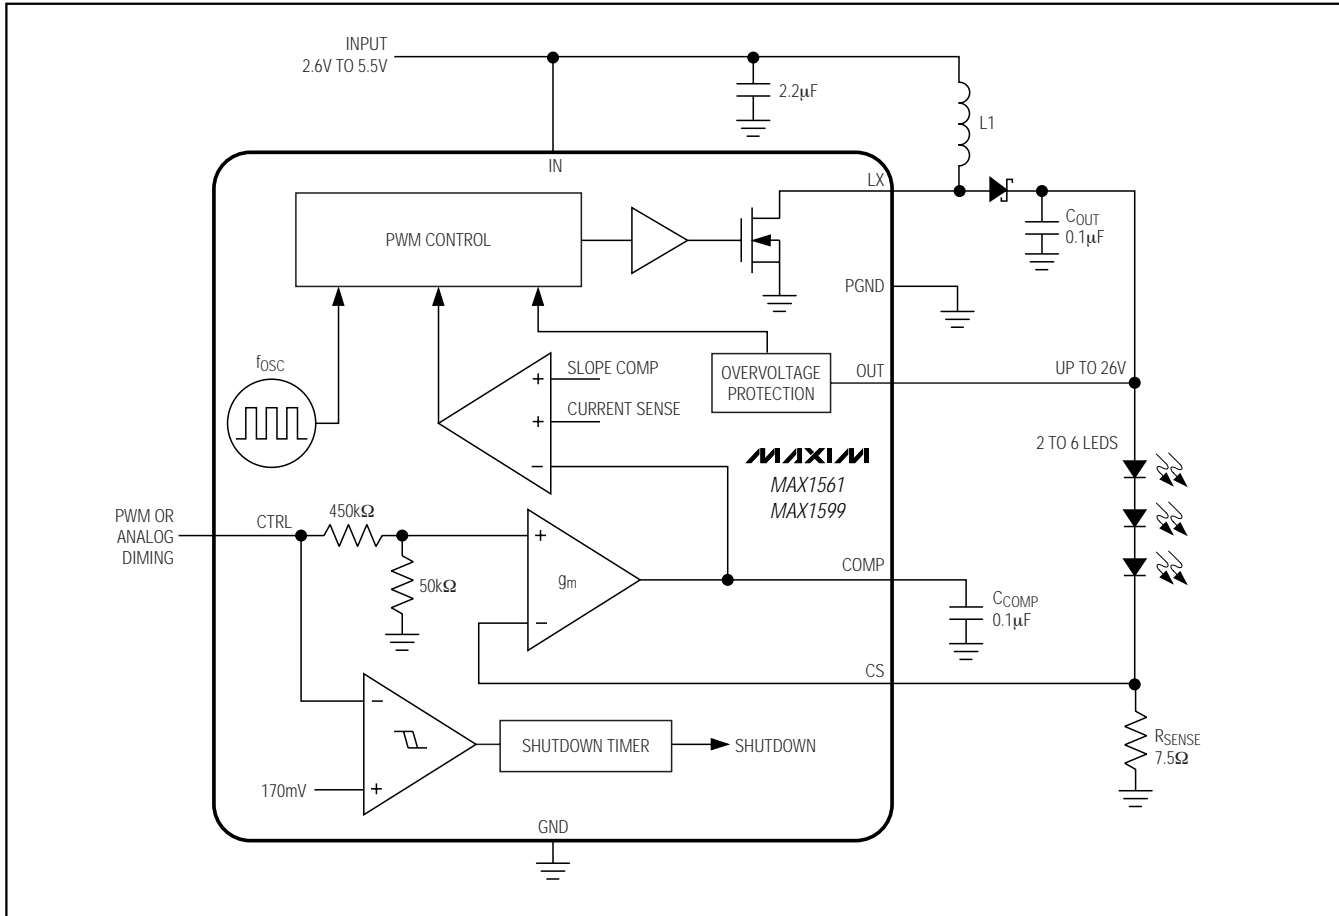 INPUT
2.6V TO 5.5V
2.2µF
L1
IN
LX
PWM CONTROL
COUT
0.1µF
PGND
fOSC
SLOPE COMP
CURRENT SENSE
OVERVOLTAGE
PROTECTION
OUT
UP TO 26V
2 TO 6 LEDS
MAXIM
MAX1561
MAX1599
PWM OR
ANALOG
DIMING
CTRL
450kΩ
50kΩ
gm
COMP
CCOMP
0.1µF
CS
SHUTDOWN TIMER
SHUTDOWN
170mV
RSENSE
7.5Ω
GND